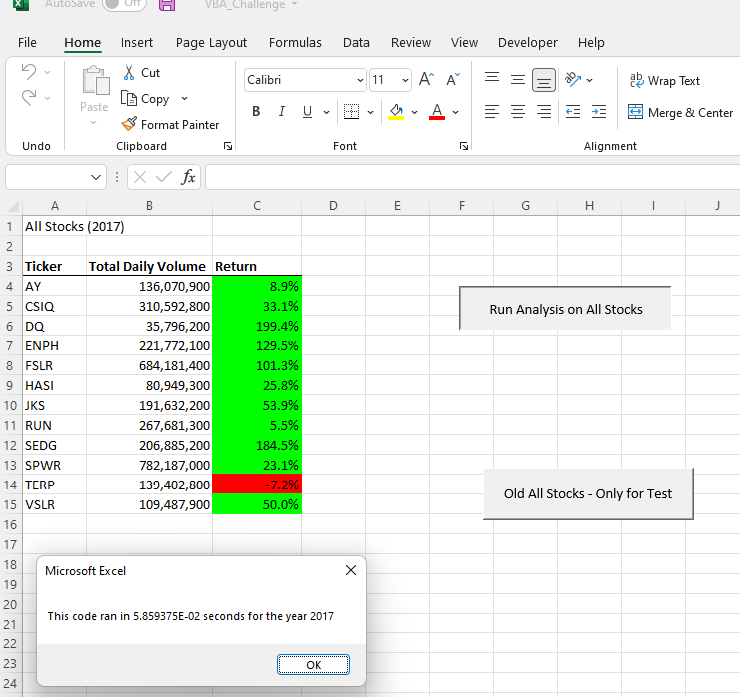 AutoSave Off VBA_Challenge
File Home Insert Page Layout Formulas Data Review View Developer Help
Cut
Copy
Paste
Format Painter
Calibri 11
B I U A
Wrap Text
Merge & Center
Undo Clipboard Font Alignment
fx
A B C D E F G H I J
1 All Stocks (2017)
2
3 Ticker Total Daily Volume Return
4 AY 136,070,900 8.9%
5 CSIQ 310,592,800 33.1%
6 DQ 35,796,200 199.4%
7 ENPH 221,772,100 129.5%
8 FSLR 684,181,400 101.3%
9 HASI 80,949,300 25.8%
10 JKS 191,632,200 53.9%
11 RUN 267,681,300 5.5%
12 SEDG 206,885,200 184.5%
13 SPWR 782,187,000 23.1%
14 TERP 139,402,800 -7.2%
15 VSLR 109,487,900 50.0%
16
17
18
19
20
21
22
23
24
Run Analysis on All Stocks
Old All Stocks - Only for Test
Microsoft Excel
This code ran in 5.859375E-02 seconds for the year 2017
OK